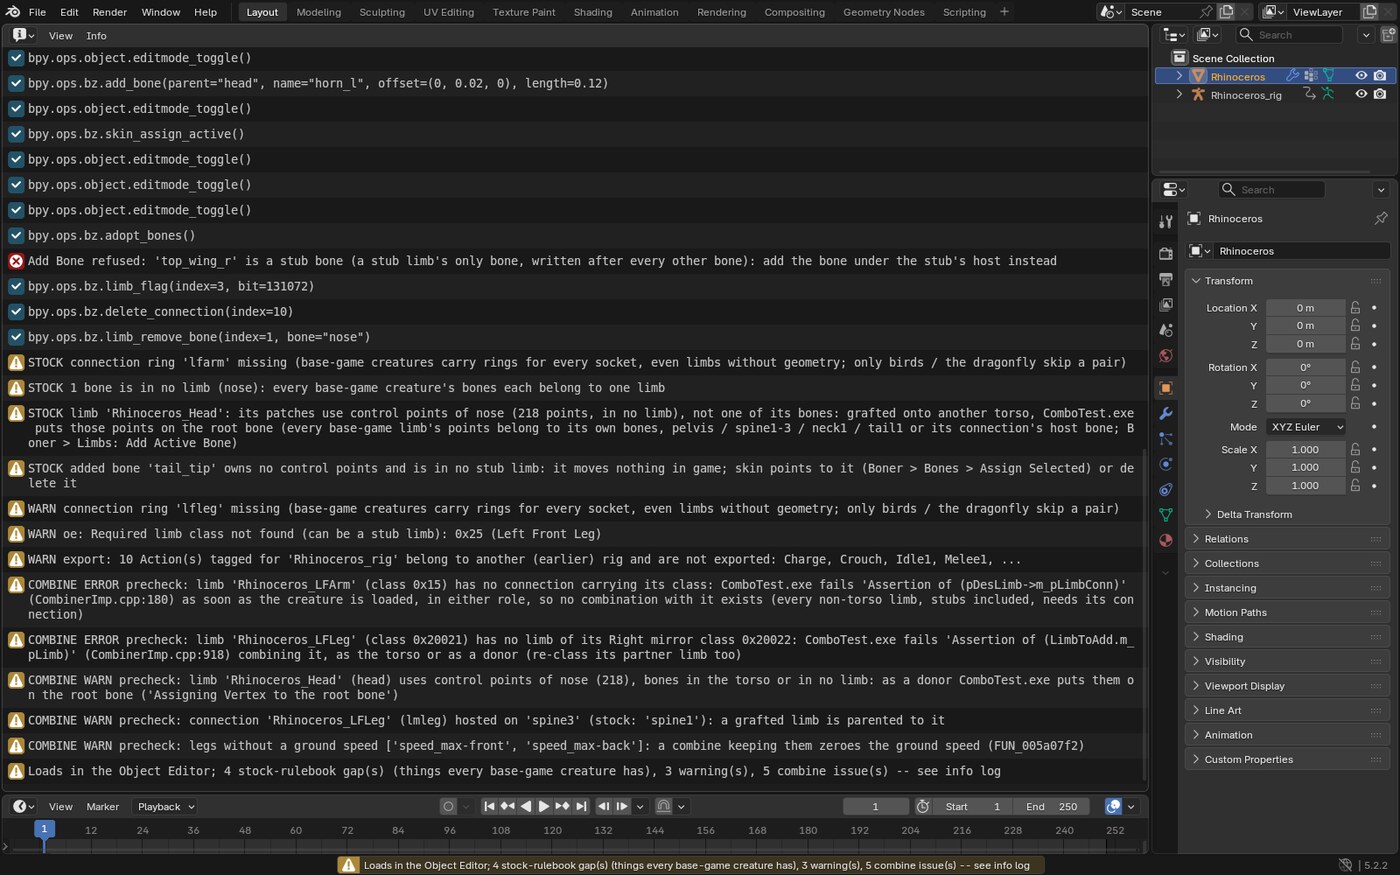 File Edit Render Window Help Layout Modeling Sculpting UV Editing Texture Paint Shading Animation Rendering Compositing Geometry Nodes Scripting + Scene ViewLayer
View Info
bpy.ops.object.editmode_toggle()
bpy.ops.bz.add_bone(parent="head", name="horn_l", offset=(0, 0.02, 0), length=0.12)
bpy.ops.object.editmode_toggle()
bpy.ops.bz.skin_assign_active()
bpy.ops.object.editmode_toggle()
bpy.ops.object.editmode_toggle()
bpy.ops.object.editmode_toggle()
bpy.ops.bz.adopt_bones()
Add Bone refused: 'top_wing_r' is a stub bone (a stub limb's only bone, written after every other bone): add the bone under the stub's host instead
bpy.ops.bz.limb_flag(index=3, bit=131072)
bpy.ops.bz.delete_connection(index=10)
bpy.ops.bz.limb_remove_bone(index=1, bone="nose")
STOCK connection ring 'lfarm' missing (base-game creatures carry rings for every socket, even limbs without geometry; only birds / the dragonfly skip a pair)
STOCK 1 bone is in no limb (nose): every base-game creature's bones each belong to one limb
STOCK limb 'Rhinoceros_Head': its patches use control points of nose (218 points, in no limb), not one of its bones: grafted onto another torso, ComboTest.exe
puts those points on the root bone (every base-game limb's points belong to its own bones, pelvis / spine1-3 / neck1 / tail1 or its connection's host bone; B
oner > Limbs: Add Active Bone)
STOCK added bone 'tail_tip' owns no control points and is in no stub limb: it moves nothing in game; skin points to it (Boner > Bones > Assign Selected) or de
lete it
WARN connection ring 'lfleg' missing (base-game creatures carry rings for every socket, even limbs without geometry; only birds / the dragonfly skip a pair)
WARN oe: Required limb class not found (can be a stub limb): 0x25 (Left Front Leg)
WARN export: 10 Action(s) tagged for 'Rhinoceros_rig' belong to another (earlier) rig and are not exported: Charge, Crouch, Idle1, Melee1, ...
COMBINE ERROR precheck: limb 'Rhinoceros_LFArm' (class 0x15) has no connection carrying its class: ComboTest.exe fails 'Assertion of (pDesLimb->m_pLimbConn)'
(CombinerImp.cpp:180) as soon as the creature is loaded, in either role, so no combination with it exists (every non-torso limb, stubs included, needs its con
nection)
COMBINE ERROR precheck: limb 'Rhinoceros_LFLeg' (class 0x20021) has no limb of its Right mirror class 0x20022: ComboTest.exe fails 'Assertion of (LimbToAdd.m_
pLimb)' (CombinerImp.cpp:918) combining it, as the torso or as a donor (re-class its partner limb too)
COMBINE WARN precheck: limb 'Rhinoceros_Head' (head) uses control points of nose (218), bones in the torso or in no limb: as a donor ComboTest.exe puts them o
n the root bone ('Assigning Vertex to the root bone')
COMBINE WARN precheck: connection 'Rhinoceros_LFLeg' (lmleg) hosted on 'spine3' (stock: 'spine1'): a grafted limb is parented to it
COMBINE WARN precheck: legs without a ground speed ['speed_max-front', 'speed_max-back']: a combine keeping them zeroes the ground speed (FUN_005a07f2)
Loads in the Object Editor; 4 stock-rulebook gap(s) (things every base-game creature has), 3 warning(s), 5 combine issue(s) -- see info log
Search
Scene Collection
Rhinoceros
Rhinoceros_rig
Search
Rhinoceros
Rhinoceros
Transform
Location X 0 m
Y 0 m
Z 0 m
Rotation X 0°
Y 0°
Z 0°
Mode XYZ Euler
Scale X 1.000
Y 1.000
Z 1.000
Delta Transform
Relations
Collections
Instancing
Motion Paths
Shading
Visibility
Viewport Display
Line Art
Animation
Custom Properties
View Marker Playback 1 Start 1 End 250
1 12 24 36 48 60 72 84 96 108 120 132 144 156 168 180 192 204 216 228 240 252
Loads in the Object Editor; 4 stock-rulebook gap(s) (things every base-game creature has), 3 warning(s), 5 combine issue(s) -- see info log 5.2.2